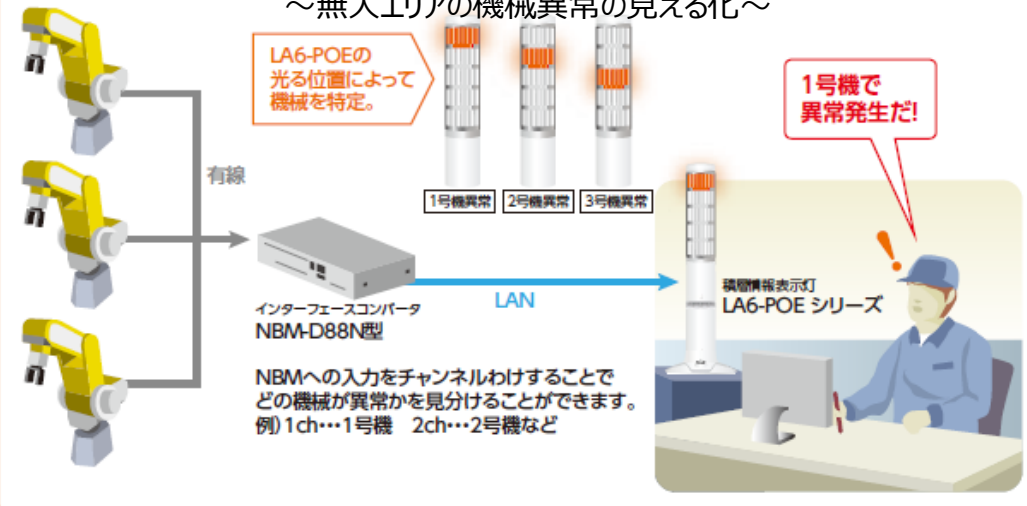 ～無人エリアの機械異常の見える化～
LA6-POEの
光る位置によって
機械を特定。
1号機で
異常発生だ!
有線
1号機異常
2号機異常
3号機異常
積層情報表示灯
LA6-POE シリーズ
LAN
インターフェースコンバータ
NBM-D88N型
NBMへの入力をチャンネルわけすることで
どの機械が異常かを見分けることができます。
例)1ch・・・1号機 2ch・・・2号機など